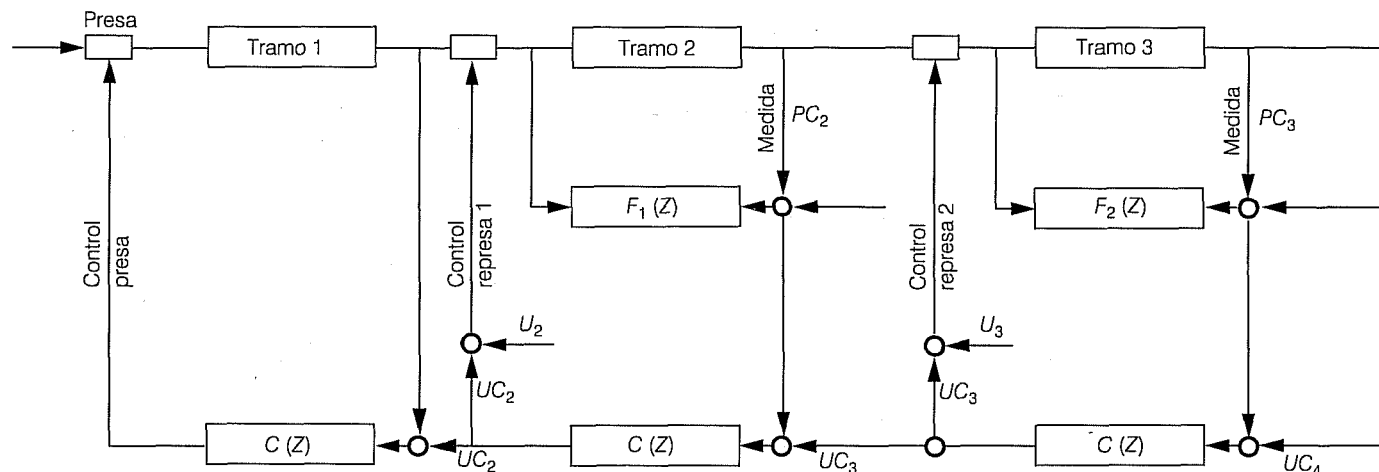 Presa
Tramo 1
Tramo 2
Tramo 3
Medida
PC2
Medida
PC3
F1 (Z)
F2 (Z)
Control
presa
Control
represa 1
Control
represa 2
U2
U3
UC2
UC3
C (Z)
UC2
C (Z)
UC3
C (Z)
UC4